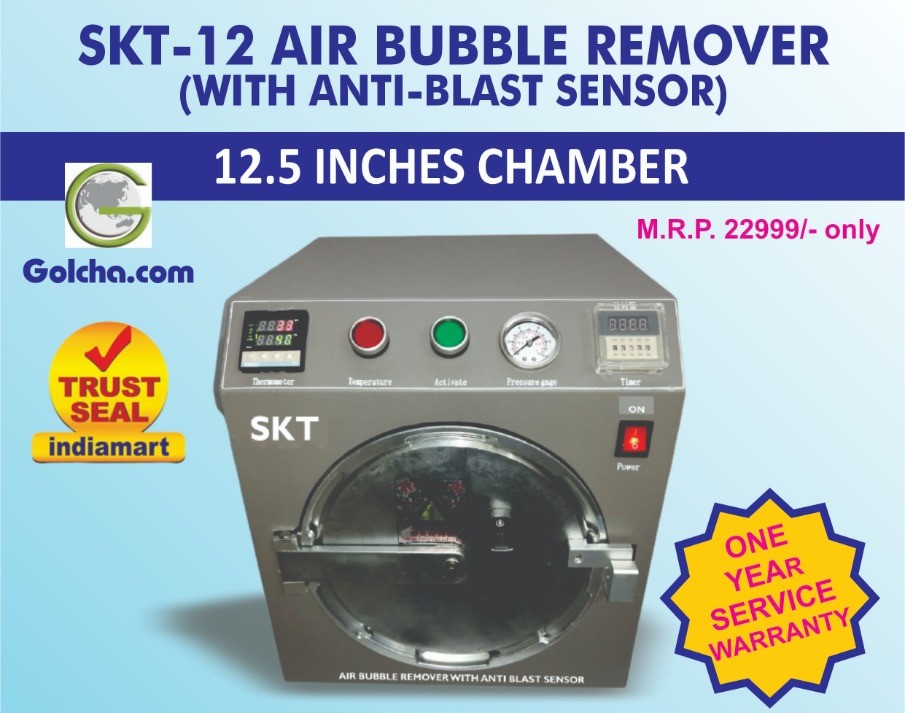 SKT-12 AIR BUBBLE REMOVER
(WITH ANTI-BLAST SENSOR)
12.5 INCHES CHAMBER
G
Golcha.com
M.R.P. 22999/- only
TRUST
SEAL
indiamart
Thermometer
Temperature
Activate
Pressure gage
Timer
ON
Power
SKT
ONE
YEAR
SERVICE
WARRANTY
AIR BUBBLE REMOVER WITH ANTI BLAST SENSOR